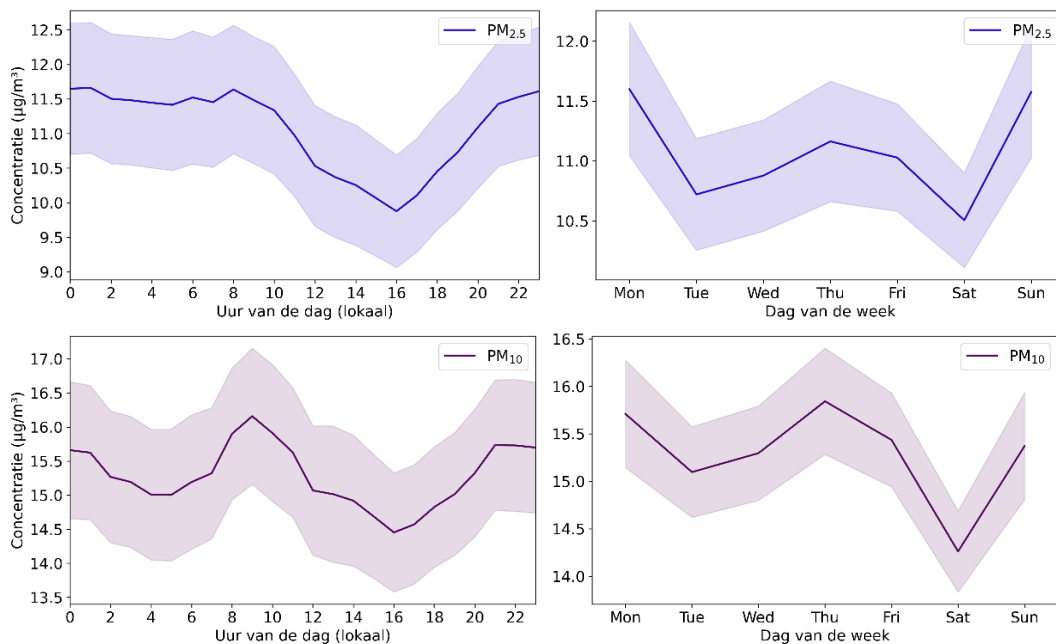 PM2.5
Concentratie (µg/m³)
12.5
12.0
11.5
11.0
10.5
10.0
9.5
9.0
0 2 4 6 8 10 12 14 16 18 20 22
Uur van de dag (lokaal)
PM2.5
12.0
11.5
11.0
10.5
Mon Tue Wed Thu Fri Sat Sun
Dag van de week
PM10
Concentratie (µg/m³)
17.0
16.5
16.0
15.5
15.0
14.5
14.0
13.5
0 2 4 6 8 10 12 14 16 18 20 22
Uur van de dag (lokaal)
PM10
16.5
16.0
15.5
15.0
14.5
14.0
Mon Tue Wed Thu Fri Sat Sun
Dag van de week